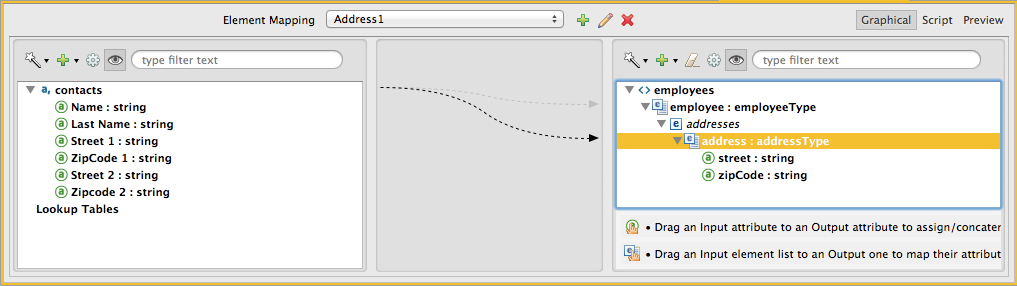 Element Mapping Address1 Graphical Script Preview
type filter text
a, contacts
a Name : string
a Last Name : string
a Street 1 : string
a ZipCode 1 : string
a Street 2 : string
a Zipcode 2 : string
Lookup Tables
type filter text
<> employees
e employee : employeeType
e addresses
e address : addressType
a street : string
a zipCode : string
a • Drag an Input attribute to an Output attribute to assign/concater
e • Drag an Input element list to an Output one to map their attribut